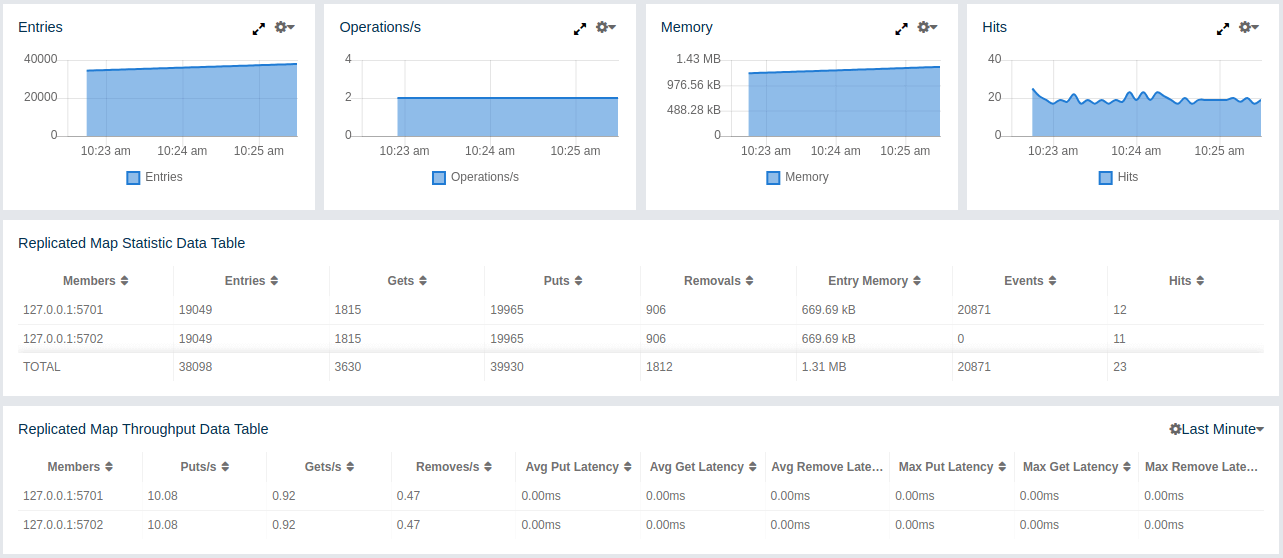 Entries
40000
20000
0
10:23 am 10:24 am 10:25 am
Entries
Operations/s
4
2
0
10:23 am 10:24 am 10:25 am
Operations/s
Memory
1.43 MB
976.56 kB
488.28 kB
0
10:23 am 10:24 am 10:25 am
Memory
Hits
40
20
0
10:23 am 10:24 am 10:25 am
Hits
Replicated Map Statistic Data Table
Members Entries Gets Puts Removals Entry Memory Events Hits
127.0.0.1:5701 19049 1815 19965 906 669.69 kB 20871 12
127.0.0.1:5702 19049 1815 19965 906 669.69 kB 0 11
TOTAL 38098 3630 39930 1812 1.31 MB 20871 23
Replicated Map Throughput Data Table Last Minute
Members Puts/s Gets/s Removes/s Avg Put Latency Avg Get Latency Avg Remove Late... Max Put Latency Max Get Latency Max Remove Late...
127.0.0.1:5701 10.08 0.92 0.47 0.00ms 0.00ms 0.00ms 0.00ms 0.00ms 0.00ms
127.0.0.1:5702 10.08 0.92 0.47 0.00ms 0.00ms 0.00ms 0.00ms 0.00ms 0.00ms